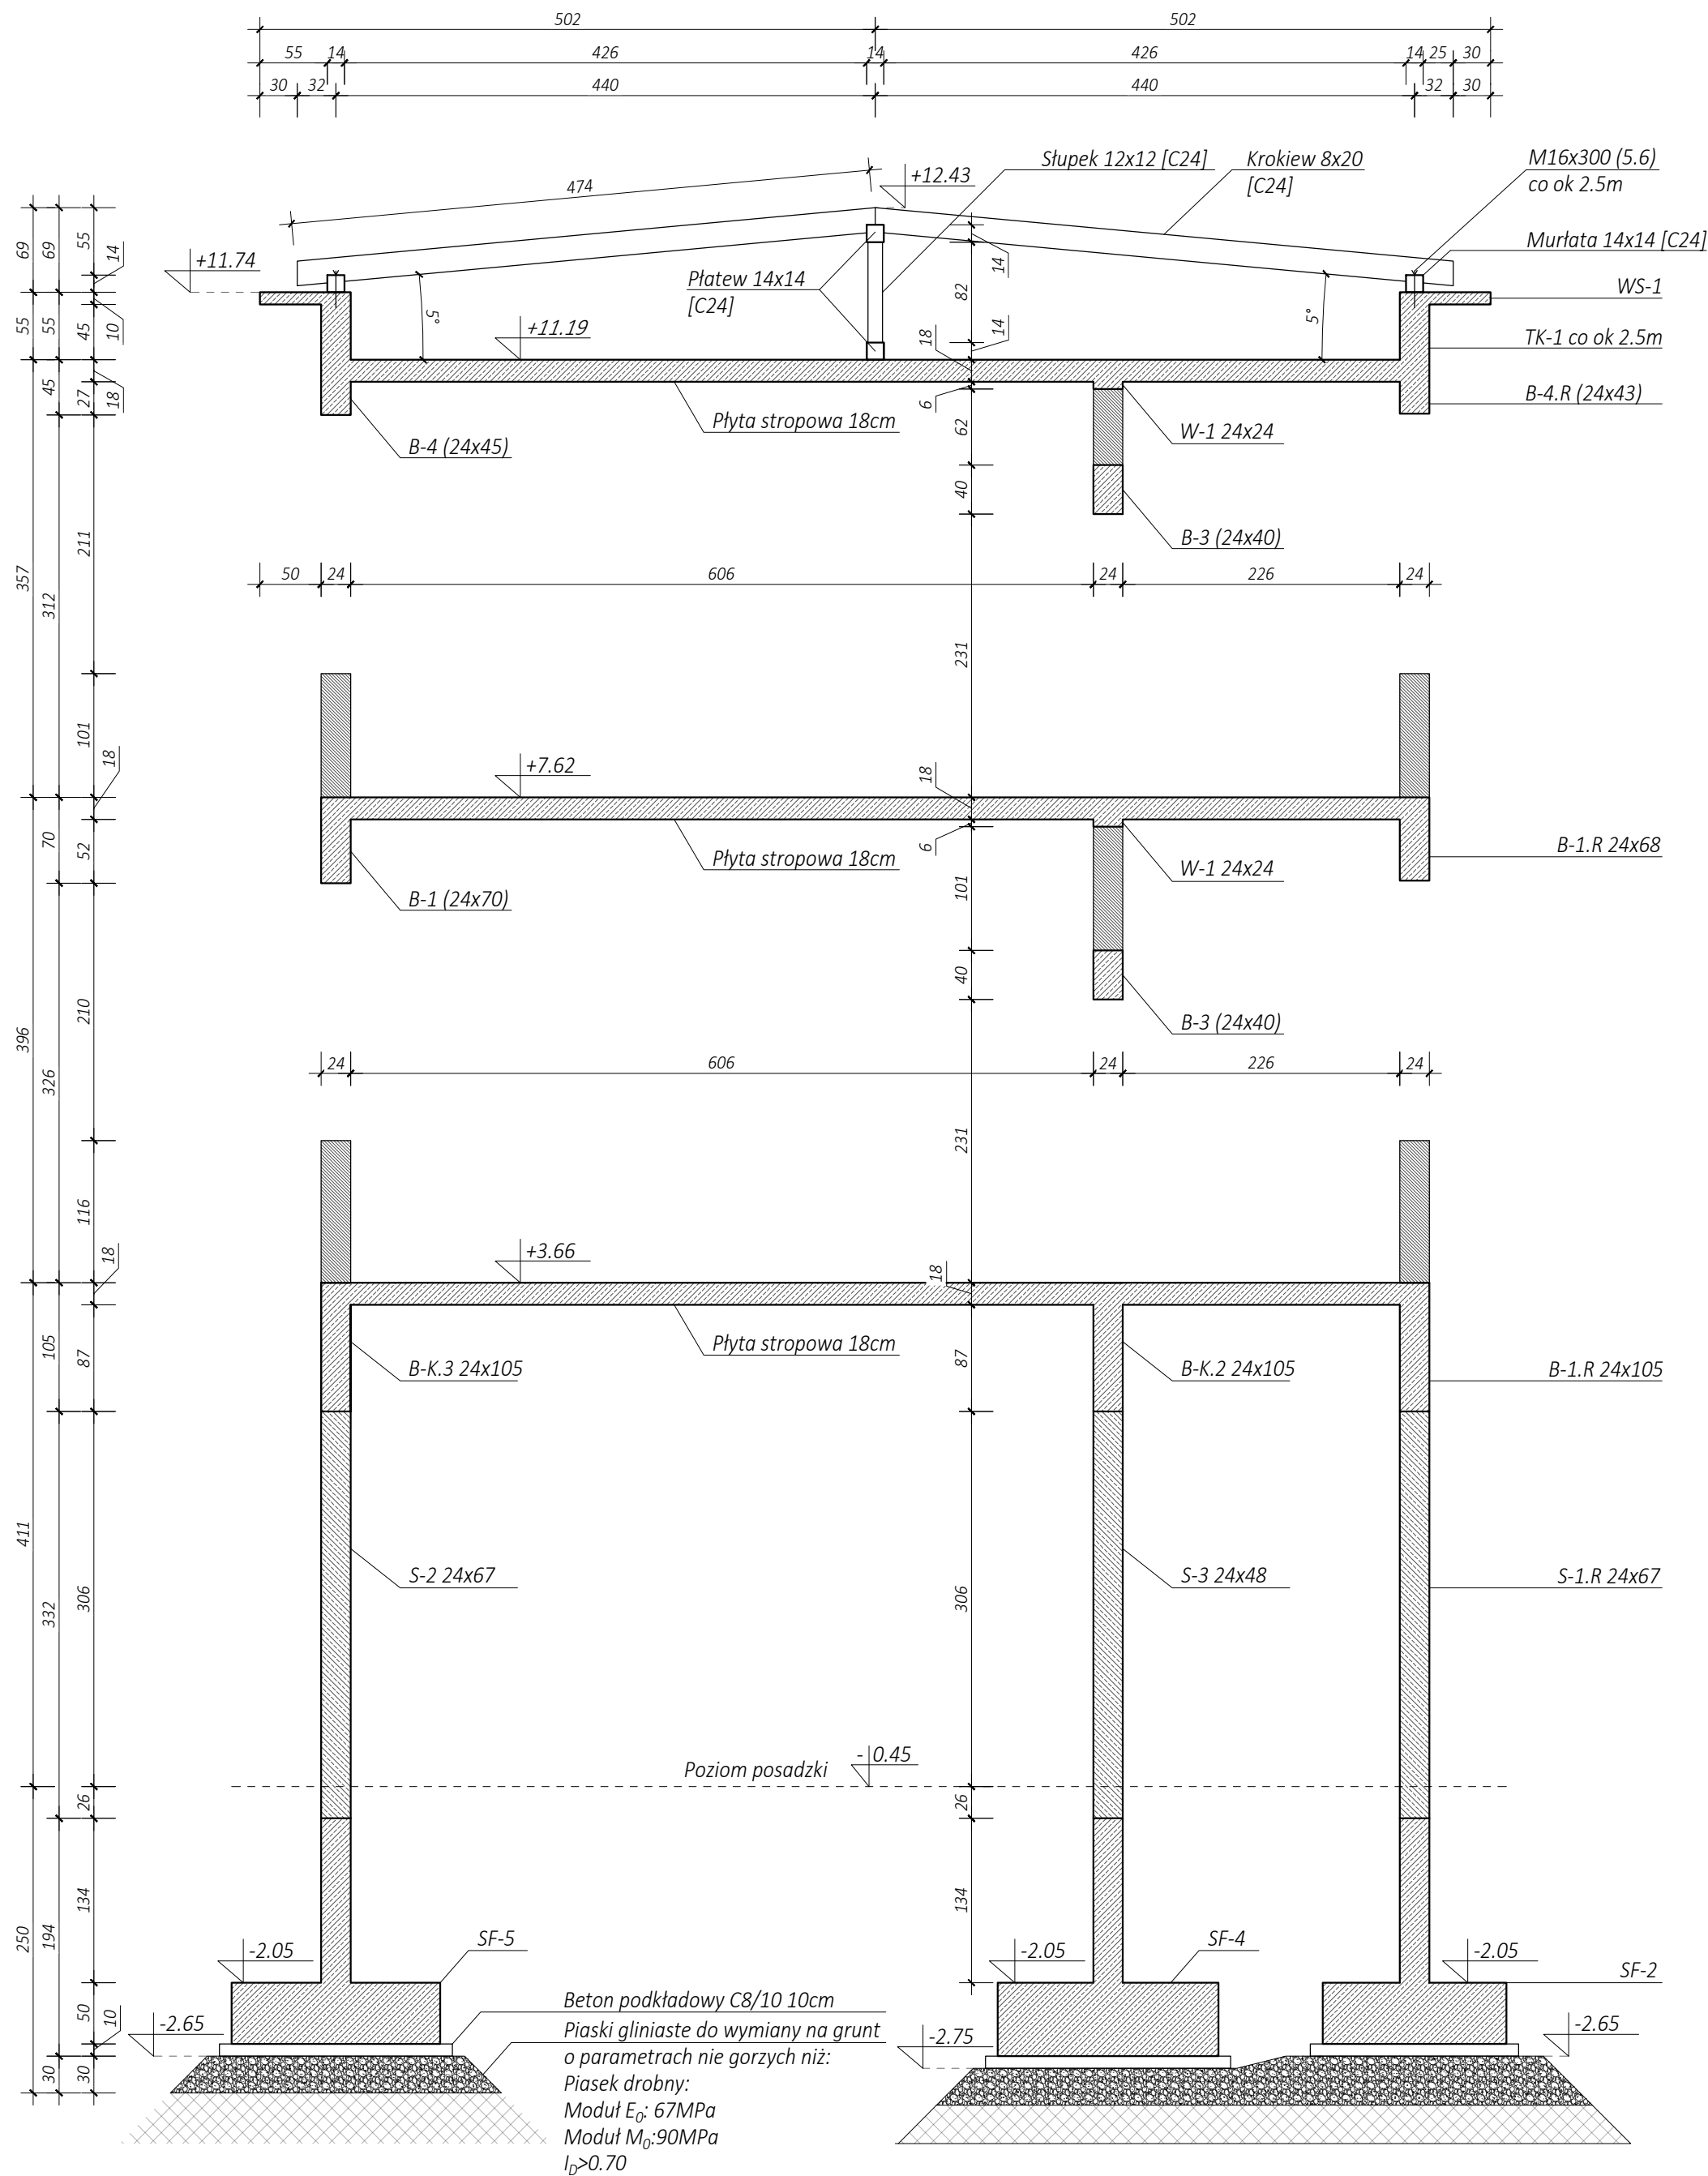 502 502
55 14 426 14 426 14 25 30
30 32 440 440 32 30
Słupek 12x12 [C24]
Krokiew 8x20
[C24]
M16x300 (5.6)
co ok 2.5m
474
+12.43
Murłata 14x14 [C24]
+11.74
Płatew 14x14
[C24]
WS-1
5°
5°
+11.19
TK-1 co ok 2.5m
B-4.R (24x43)
Płyta stropowa 18cm
W-1 24x24
B-4 (24x45)
B-3 (24x40)
50 24 606 24 226 24
+7.62
Płyta stropowa 18cm
W-1 24x24
B-1.R 24x68
B-1 (24x70)
B-3 (24x40)
24 606 24 226 24
+3.66
Płyta stropowa 18cm
B-K.3 24x105
B-K.2 24x105
B-1.R 24x105
S-2 24x67
S-3 24x48
S-1.R 24x67
Poziom posadzki
- 0.45
SF-5
SF-4
-2.05
-2.05
-2.05
SF-2
-2.65
-2.75
-2.65
Beton podkładowy C8/10 10cm
Piaski gliniaste do wymiany na grunt
o parametrach nie gorzych niż:
Piasek drobny:
Moduł E0: 67MPa
Moduł M0:90MPa
ID>0.70
69 55 357 396 411 250
69 55 45 312 70 326 105 332 194 30
55 14 10 45 18 27 211 101 18 52 210 116 18 87 306 26 134 50 10 30
14 82 14 18 6 62 40 231 18 6 101 40 231 18 87 306 26 134